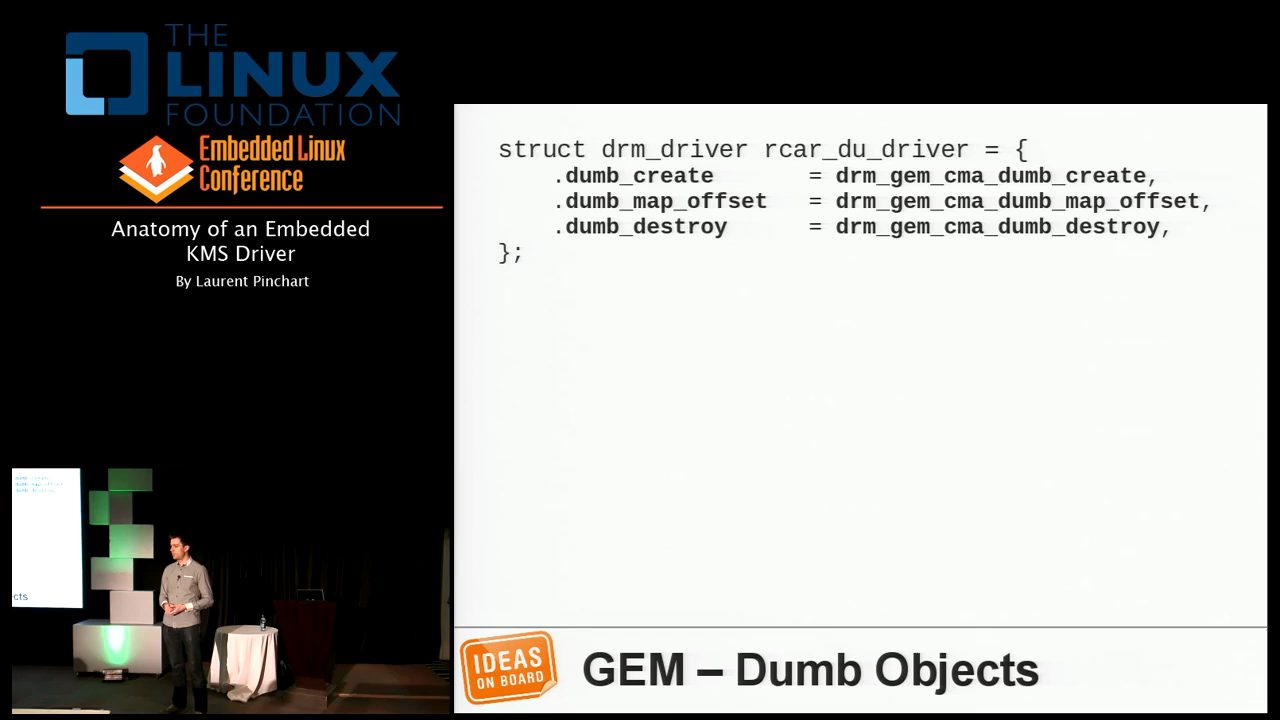 THE
LINUX
FOUNDATION
Embedded Linux
Conference
Anatomy of an Embedded
KMS Driver
By Laurent Pinchart
struct drm_driver rcar_du_driver = {
.dumb_create = drm_gem_cma_dumb_create,
.dumb_map_offset = drm_gem_cma_dumb_map_offset,
.dumb_destroy = drm_gem_cma_dumb_destroy,
};
cts
IDEAS
ON BOARD
GEM – Dumb Objects